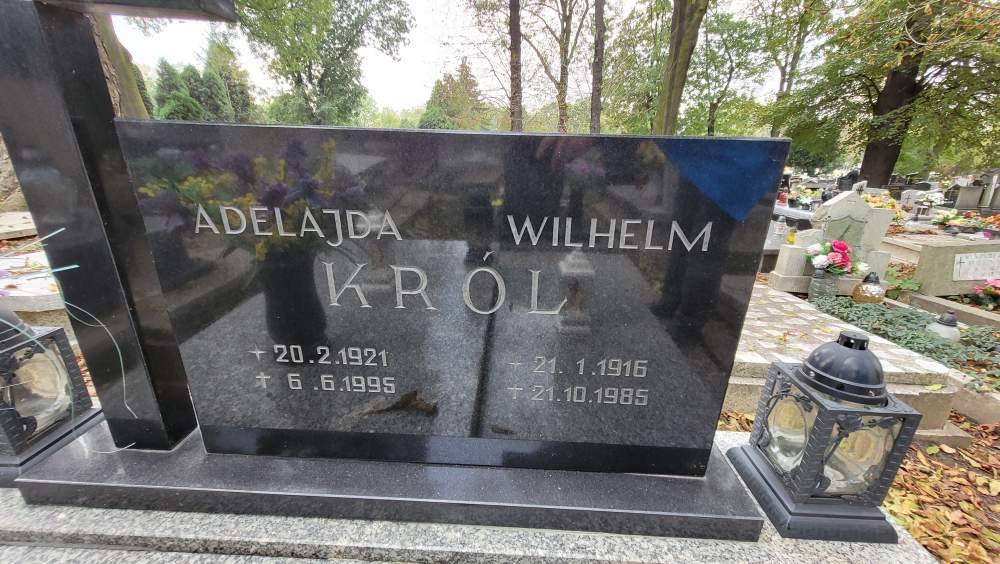 ADELAJDA WILHELM
KRÓL
+ 20.2.1921 - 21.1.1916
+ 6.6.1995 + 21.10.1985